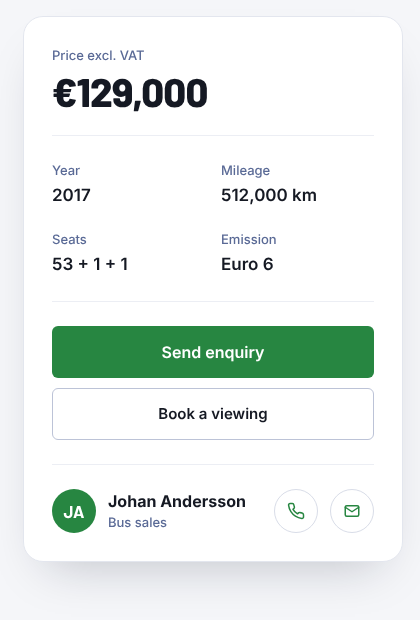 Price excl. VAT
€129,000
Year
Mileage
2017
512,000 km
Seats
Emission
53 + 1 + 1
Euro 6
Send enquiry
Book a viewing
JA
Johan Andersson
Bus sales